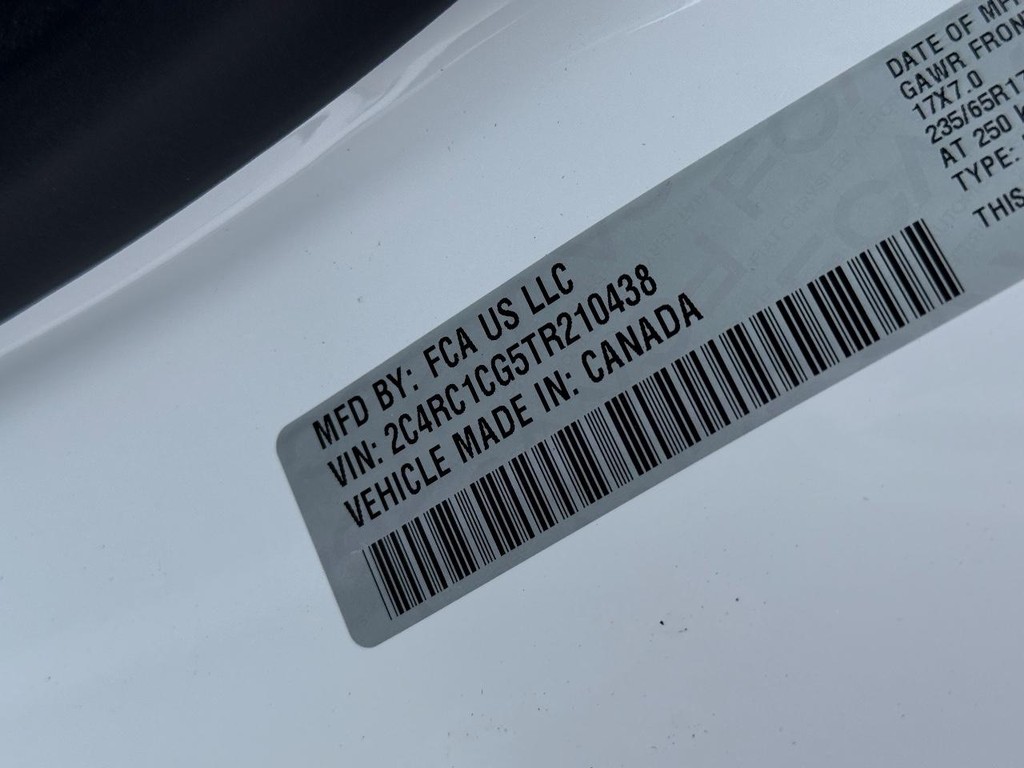 MFD BY: FCA US LLC
VIN: 2C4RC1CG5TR210438
VEHICLE MADE IN: CANADA
DATE OF
GAWR
17X7.0
235/65R17
AT 250
TYPE:
THIS